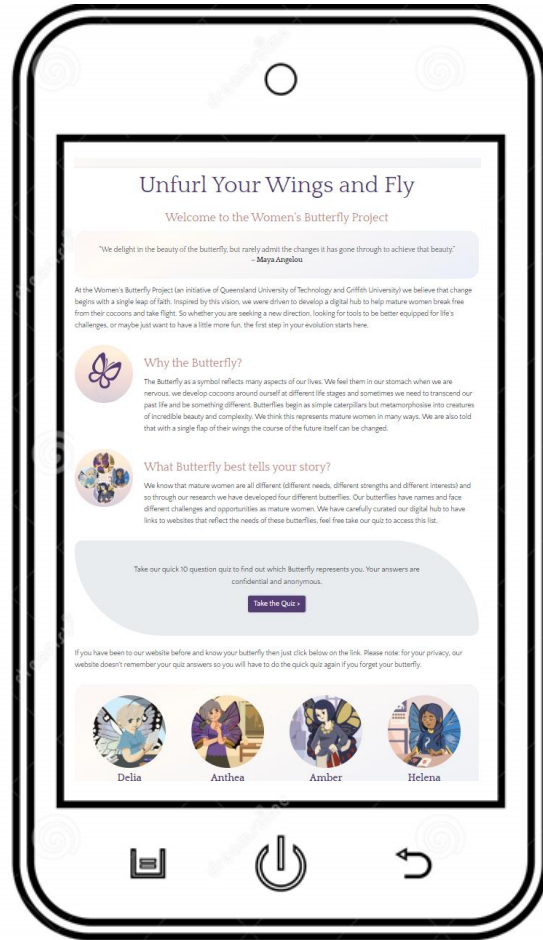 Unfurl Your Wings and Fly
Welcome to the Women's Butterfly Project
"We delight in the beauty of the butterfly, but rarely admit the changes it has gone through to achieve that beauty."
– Maya Angelou
At the Women's Butterfly Project (an initiative of Queensland University of Technology and Griffith University) we believe that change
begins with a single leap of faith. Inspired by this vision, we were driven to develop a digital hub to help mature women break free
from their cocoons and take flight. So whether you are seeking a new direction, looking for tools to be better equipped for life's
challenges, or maybe just want to have a little more fun, the first step in your evolution starts here.
Why the Butterfly?
The Butterfly as a symbol reflects many aspects of our lives. We feel them in our stomach when we are
nervous, we develop cocoons around ourself at different life stages and sometimes we need to transcend our
past life and be something different. Butterflies begin as simple caterpillars but metamorphosise into creatures
of incredible beauty and complexity. We think this represents mature women in many ways. We are also told
that with a single flap of their wings the course of the future itself can be changed.
What Butterfly best tells your story?
We know that mature women are all different (different needs, different strengths and different interests) and
so through our research we have developed four different butterflies. Our butterflies have names and face
different challenges and opportunities as mature women. We have carefully curated our digital hub to have
links to websites that reflect the needs of these butterflies, feel free take our quiz to access this list.
Take our quick 10 question quiz to find out which Butterfly represents you. Your answers are
confidential and anonymous.
Take the Quiz »
If you have been to our website before and know your butterfly then just click below on the link. Please note: for your privacy, our
website doesn't remember your quiz answers so you will have to do the quick quiz again if you forget your butterfly.
Delia
Anthea
Amber
Helena